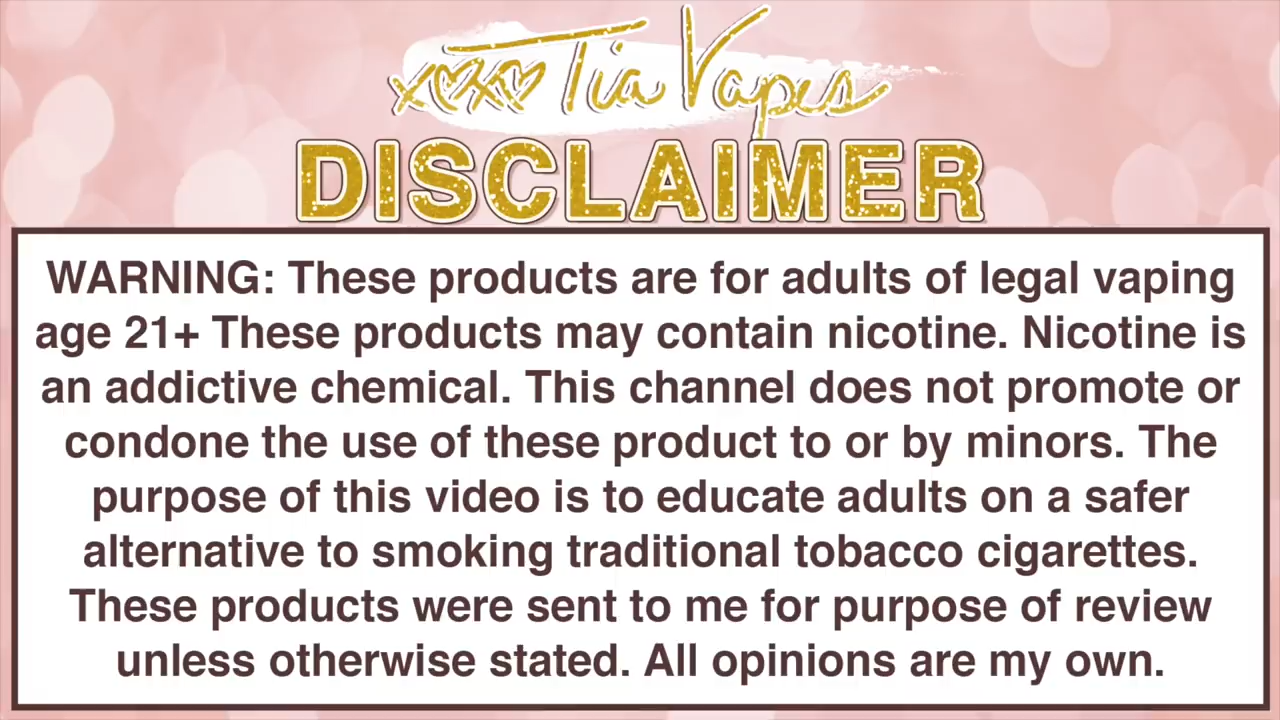 xoxo Tia Vapes
DISCLAIMER
WARNING: These products are for adults of legal vaping
age 21+ These products may contain nicotine. Nicotine is
an addictive chemical. This channel does not promote or
condone the use of these product to or by minors. The
purpose of this video is to educate adults on a safer
alternative to smoking traditional tobacco cigarettes.
These products were sent to me for purpose of review
unless otherwise stated. All opinions are my own.